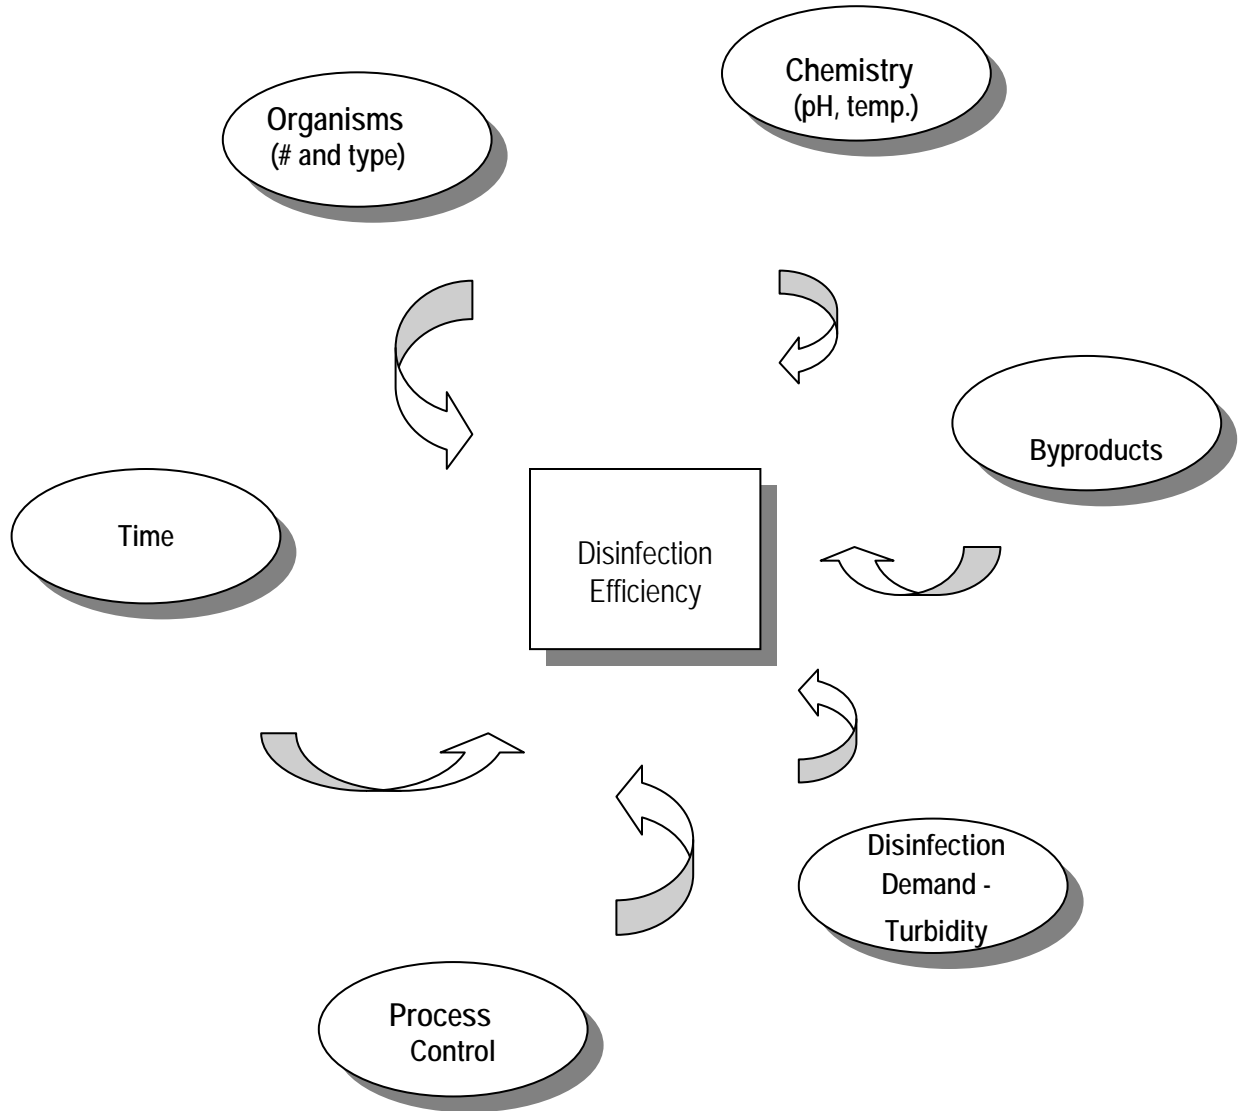 Chemistry
(pH, temp.)
Organisms
(# and type)
Byproducts
Time
Disinfection
Efficiency
Disinfection
Demand -
Turbidity
Process
Control